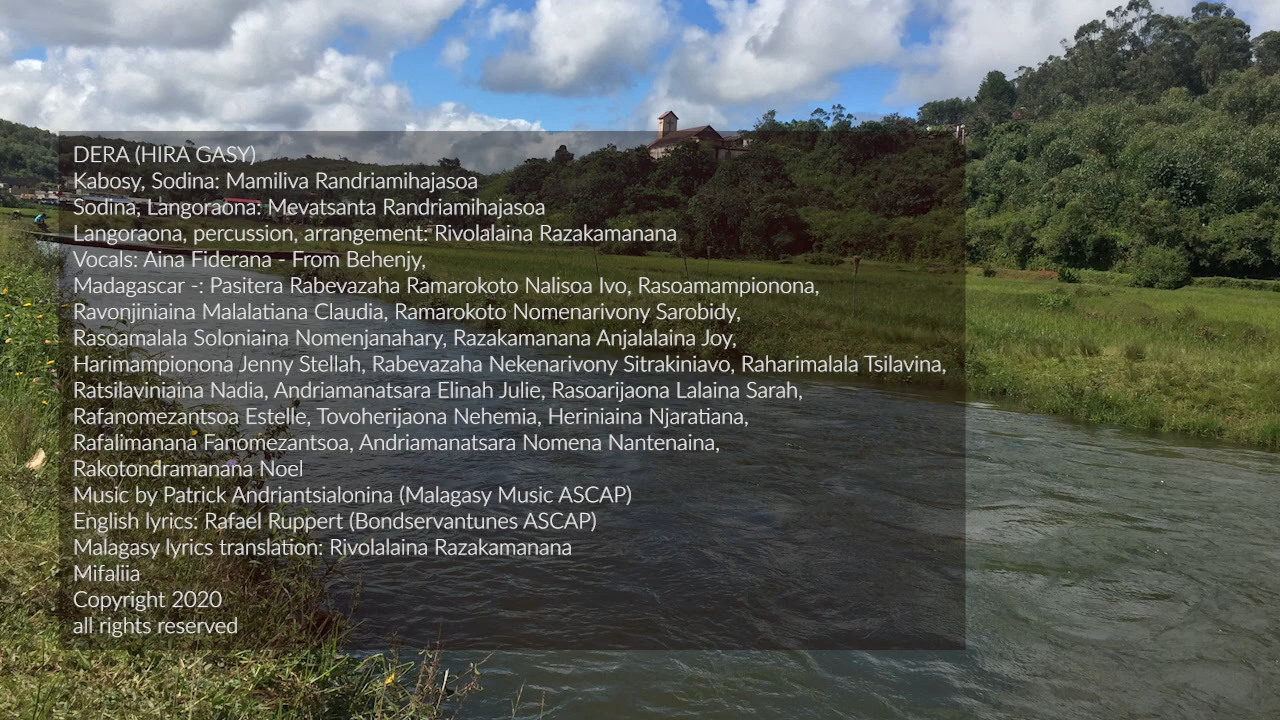 DERA (HIRA GASY)
Kabosy, Sodina: Mamiliva Randriamihajasoa
Sodina, Langoraona: Mevatsanta Randriamihajasoa
Langoraona, percussion, arrangement: Rivolalaina Razakamanana
Vocals: Aina Fiderana - From Behenjy,
Madagascar -: Pasitera Rabevazaha Ramarokoto Nalisoa Ivo, Rasoamampionona,
Ravonjiniaina Malalatiana Claudia, Ramarokoto Nomenarivony Sarobidy,
Rasoamalala Soloniaina Nomenjanahary, Razakamanana Anjalalaina Joy,
Harimampionona Jenny Stellah, Rabevazaha Nekenarivony Sitrakiniavo, Raharimalala Tsilavina,
Ratsilaviniaina Nadia, Andriamanatsara Elinah Julie, Rasoarijaona Lalaina Sarah,
Rafanomezantsoa Estelle, Tovoherijaona Nehemia, Heriniaina Njaratiana,
Rafalimanana Fanomezantsoa, Andriamanatsara Nomena Nantenaina,
Rakotondramanana Noel
Music by Patrick Andriantsialonina (Malagasy Music ASCAP)
English lyrics: Rafael Ruppert (Bondservantunes ASCAP)
Malagasy lyrics translation: Rivolalaina Razakamanana
Mifaliia
Copyright 2020
all rights reserved